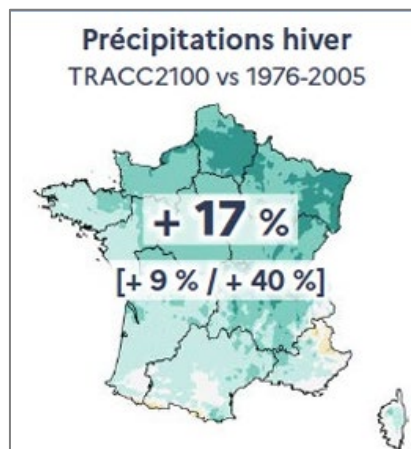 Précipitations hiver
TRACC2100 vs 1976-2005
+ 17 %
[+ 9 % / + 40 %]